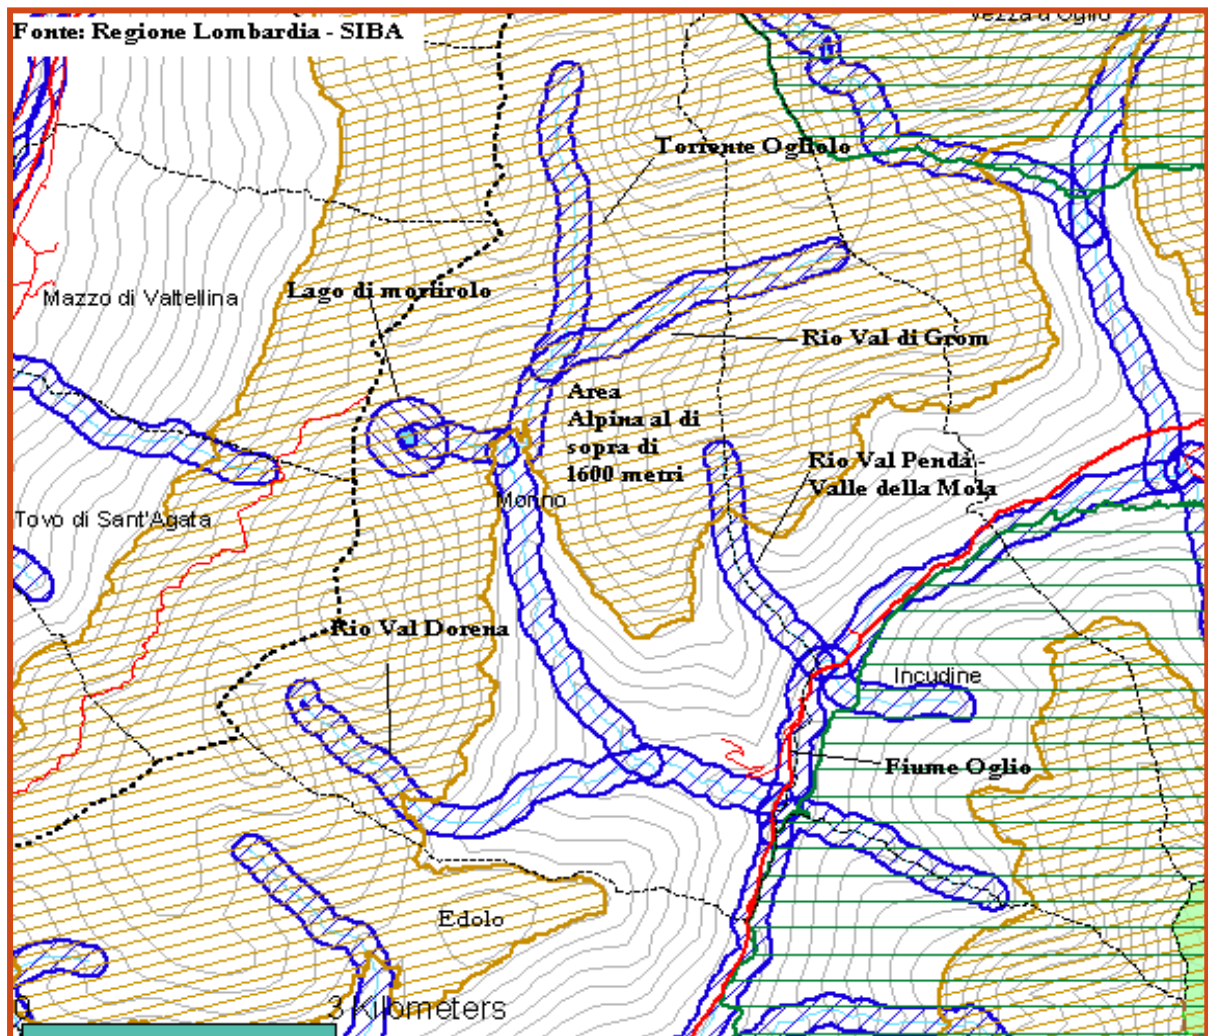 Fonte: Regione Lombardia - SIBA
Vezza d'Oglio
Torrente Ogliolo
Mazzo di Valtellina
Lago di mortirolo
Rio Val di Grom
Area
Alpina al di
sopra di
1600 metri
Rio Val Penda -
Valle della Mola
Monno
Tovo di Sant'Agata
Rio Val Dorena
Incudine
Fiume Oglio
Edolo
0
3 Kilometers